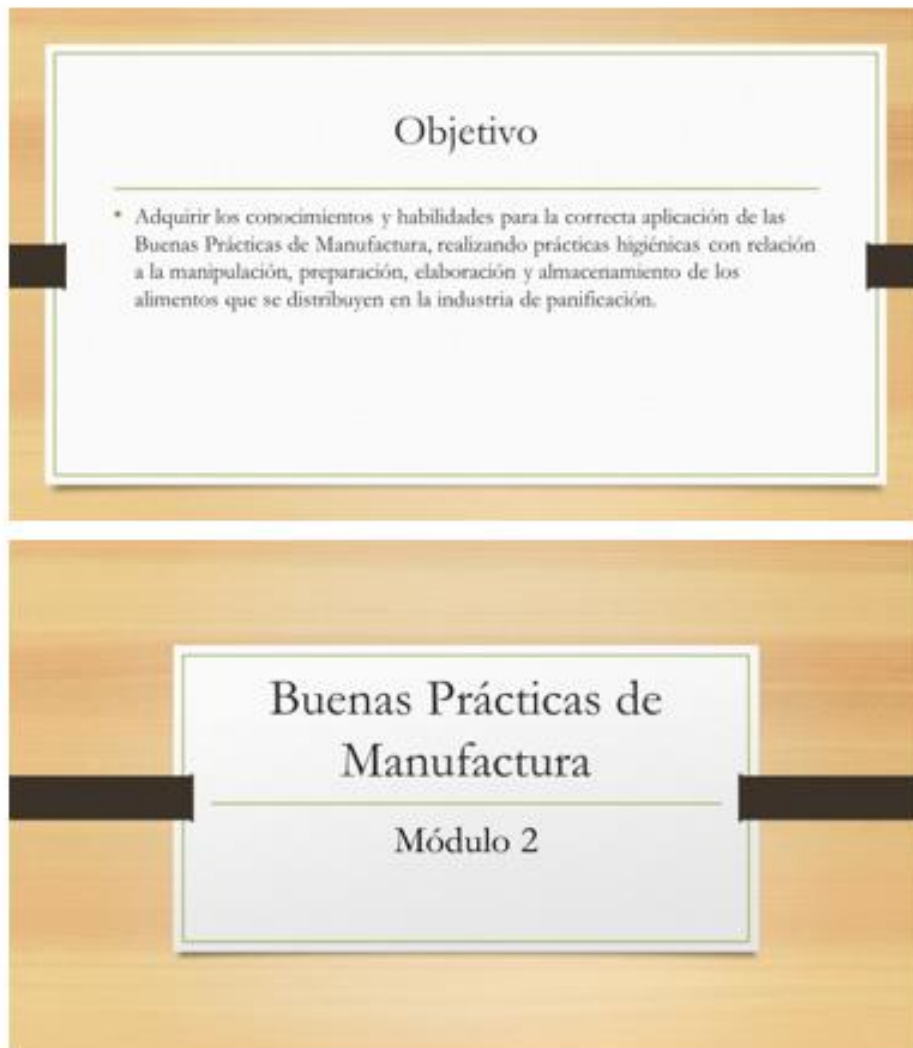 Objetivo
• Adquirir los conocimientos y habilidades para la correcta aplicación de las
Buenas Prácticas de Manufactura, realizando prácticas higiénicas con relación
a la manipulación, preparación, elaboración y almacenamiento de los
alimentos que se distribuyen en la industria de panificación.
Buenas Prácticas de
Manufactura
Módulo 2